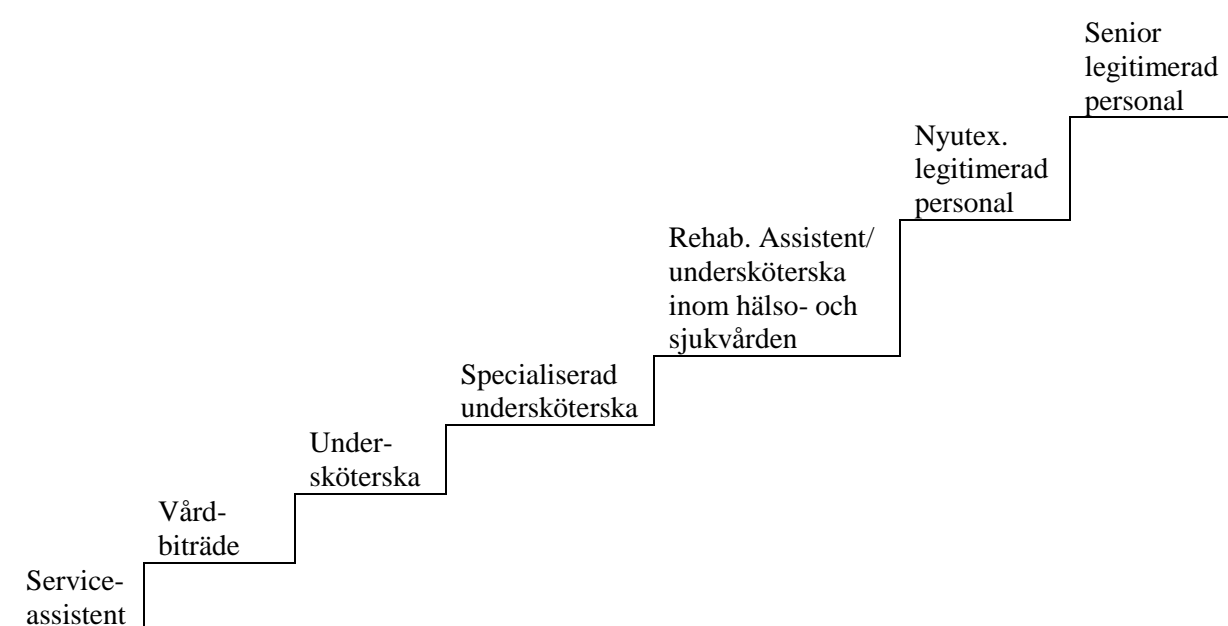 Senior
legitimerad
personal
Nyutex.
legitimerad
personal
Rehab. Assistent/
undersköterska
inom hälso- och
sjukvården
Specialiserad
undersköterska
Under-
sköterska
Vård-
biträde
Service-
assistent